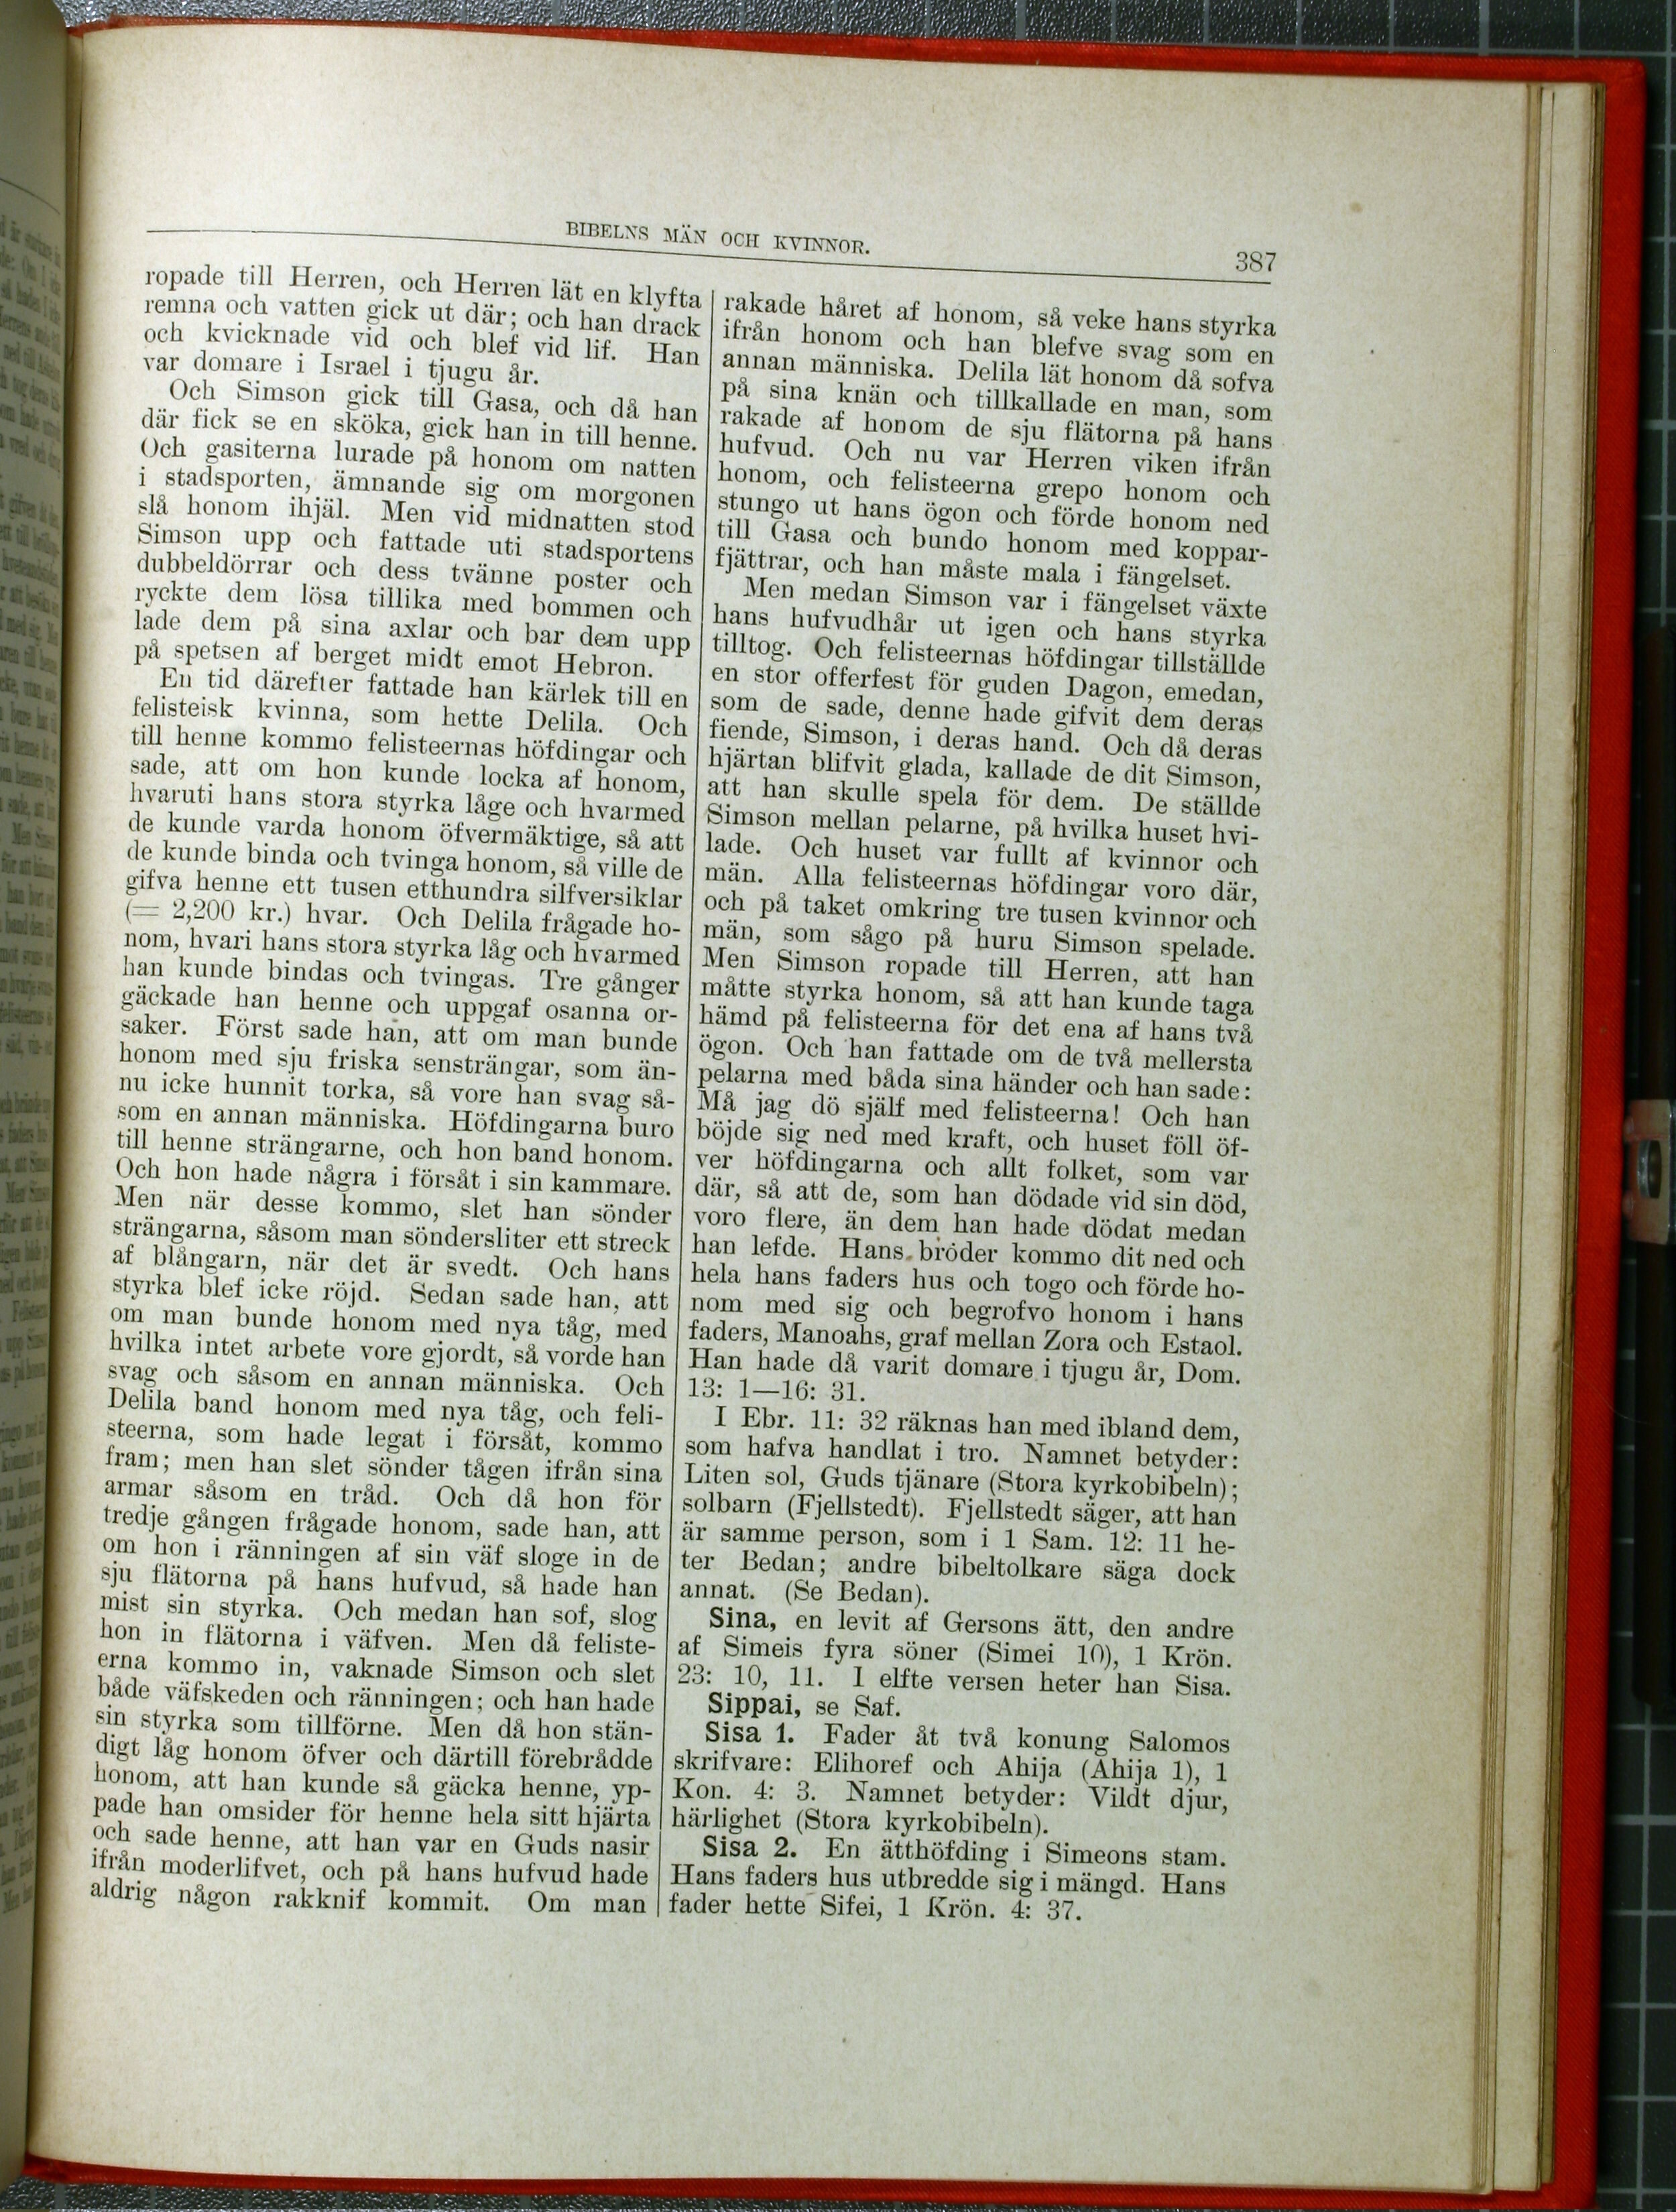 BIBELNS MÄN OCH KVINNOR.
387
ropade till Herren, och Herren lät en klyfta
remna och vatten gick ut där; och han drack
och kvicknade vid och blef vid lif. Han
var domare i Israel i tjugu år.
Och Simson gick till Gasa, och då han
där fick se en sköka, gick han in till henne.
Och gasiterna lurade på honom om natten
i stadsporten, ämnande sig om morgonen
slå honom ihjäl. Men vid midnatten stod
Simson upp och fattade uti stadsportens
dubbeldörrar och dess tvänne poster och
ryckte dem lösa tillika med bommen och
lade dem på sina axlar och bar dem upp
på spetsen af berget midt emot Hebron.
En tid därefter fattade han kärlek till en
felisteisk kvinna, som hette Delila. Och
till henne kommo felisteernas höfdingar och
sade, att om hon kunde locka af honom,
hvaruti hans stora styrka låge och hvarmed
de kunde varda honom öfvermäktige, så att
de kunde binda och tvinga honom, så ville de
gifva henne ett tusen etthundra silfversiklar
(= 2,200 kr.) hvar. Och Delila frågade ho-
nom, hvari hans stora styrka låg och hvarmed
han kunde bindas och tvingas. Tre gånger
gäckade han henne och uppgaf osanna or-
saker. Först sade han, att om man bunde
honom med sju friska sensträngar, som än-
nu icke hunnit torka, så vore han svag så-
som en annan människa. Höfdingarna buro
till henne strängarne, och hon band honom.
Och hon hade några i försåt i sin kammare.
Men när desse kommo, slet han sönder
strängarna, såsom man söndersliter ett streck
af blångarn, när det är svedt. Och hans
styrka blef icke röjd. Sedan sade han, att
om man bunde honom med nya tåg, med
hvilka intet arbete vore gjordt, så vorde han
svag och såsom en annan människa. Och
Delila band honom med nya tåg, och feli-
steerna, som hade legat i försåt, kommo
fram; men han slet sönder tågen ifrån sina
armar såsom en tråd. Och då hon för
tredje gången frågade honom, sade han, att
om hon i ränningen af sin väf sloge in de
sju flätorna på hans hufvud, så hade han
mist sin styrka. Och medan han sof, slog
hon in flätorna i väfven. Men då feliste-
erna kommo in, vaknade Simson och slet
både väfskeden och ränningen; och han hade
sin styrka som tillförne. Men då hon stän-
digt låg honom öfver och därtill förebrådde
honom, att han kunde så gäcka henne, yp-
pade han omsider för henne hela sitt hjärta
och sade henne, att han var en Guds nasir
ifrån moderlifvet, och på hans hufvud hade
aldrig någon rakknif kommit. Om man
rakade håret af honom, så veke hans styrka
ifrån honom och han blefve svag som en
annan människa. Delila lät honom då sofva
på sina knän och tillkallade en man, som
rakade af honom de sju flätorna på hans
hufvud. Och nu var Herren viken ifrån
honom, och felisteerna grepo honom och
stungo ut hans ögon och förde honom ned
till Gasa och bundo honom med koppar-
fjättrar, och han måste mala i fängelset.
Men medan Simson var i fängelset växte
hans hufvudhår ut igen och hans styrka
tilltog. Och felisteernas höfdingar tillställde
en stor offerfest för guden Dagon, emedan,
som de sade, denne hade gifvit dem deras
fiende, Simson, i deras hand. Och då deras
hjärtan blifvit glada, kallade de dit Simson,
att han skulle spela för dem. De ställde
Simson mellan pelarne, på hvilka huset hvi-
lade. Och huset var fullt af kvinnor och
män. Alla felisteernas höfdingar voro där,
och på taket omkring tre tusen kvinnor och
män, som sågo på huru Simson spelade.
Men Simson ropade till Herren, att han
måtte styrka honom, så att han kunde taga
hämd på felisteerna för det ena af hans två
ögon. Och han fattade om de två mellersta
pelarna med båda sina händer och han sade:
Må jag dö själf med felisteerna! Och han
böjde sig ned med kraft, och huset föll öf-
ver höfdingarna och allt folket, som var
där, så att de, som han dödade vid sin död,
voro flere, än dem han hade dödat medan
han lefde. Hans bröder kommo dit ned och
hela hans faders hus och togo och förde ho-
nom med sig och begrofvo honom i hans
faders, Manoahs, graf mellan Zora och Estaol.
Han hade då varit domare i tjugu år, Dom.
13: 1—16: 31.
I Ebr. 11: 32 räknas han med ibland dem,
som hafva handlat i tro. Namnet betyder:
Liten sol, Guds tjänare (Stora kyrkobibeln);
solbarn (Fjellstedt). Fjellstedt säger, att han
är samme person, som i 1 Sam. 12: 11 he-
ter Bedan; andre bibeltolkare säga dock
annat. (Se Bedan).
Sina, en levit af Gersons ätt, den andre
af Simeis fyra söner (Simei 10), 1 Krön.
23: 10, 11. I elfte versen heter han Sisa.
Sippai, se Saf.
Sisa 1. Fader åt två konung Salomos
skrifvare: Elihoref och Ahija (Ahija 1), 1
Kon. 4: 3. Namnet betyder: Vildt djur,
härlighet (Stora kyrkobibeln).
Sisa 2. En ätthöfding i Simeons stam.
Hans faders hus utbredde sig i mängd. Hans
fader hette Sifei, 1 Krön. 4: 37.